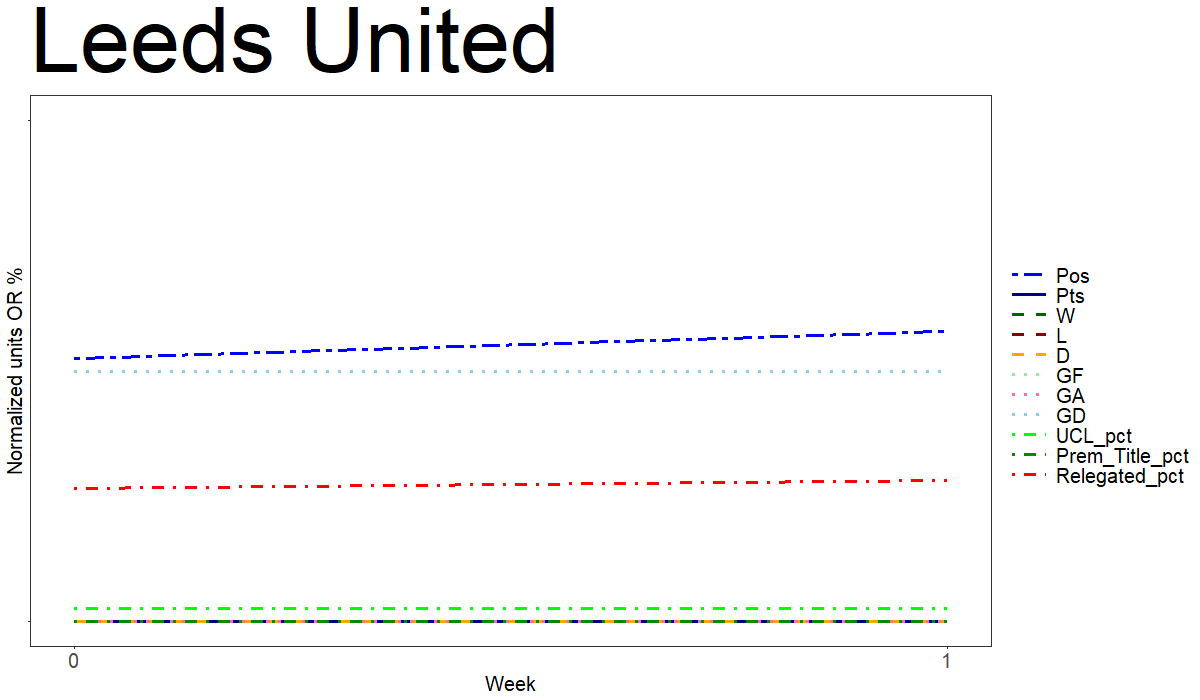 Leeds United
Normalized units OR %
Pos
Pts
W
L
D
GF
GA
GD
UCL_pct
Prem_Title_pct
Relegated_pct
0
1
Week